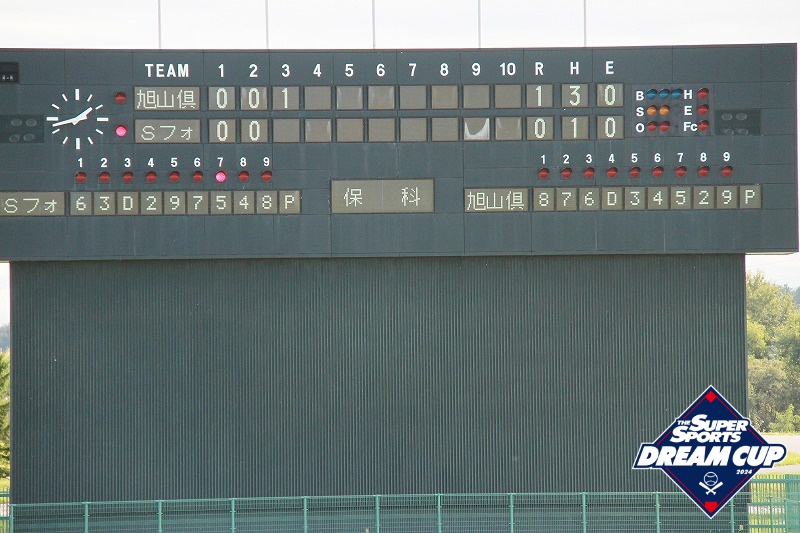 TEAM 1 2 3 4 5 6 7 8 9 10 R H E
旭山倶 0 0 1 1 3 0
Sフォ 0 0 0 1 0
B H
S E
O Fc
1 2 3 4 5 6 7 8 9
Sフォ 6 3 D 2 9 7 5 4 8 P
保 科
1 2 3 4 5 6 7 8 9
旭山倶 8 7 6 D 3 4 5 2 9 P
THE SUPER
SPORTS
DREAM CUP
2024